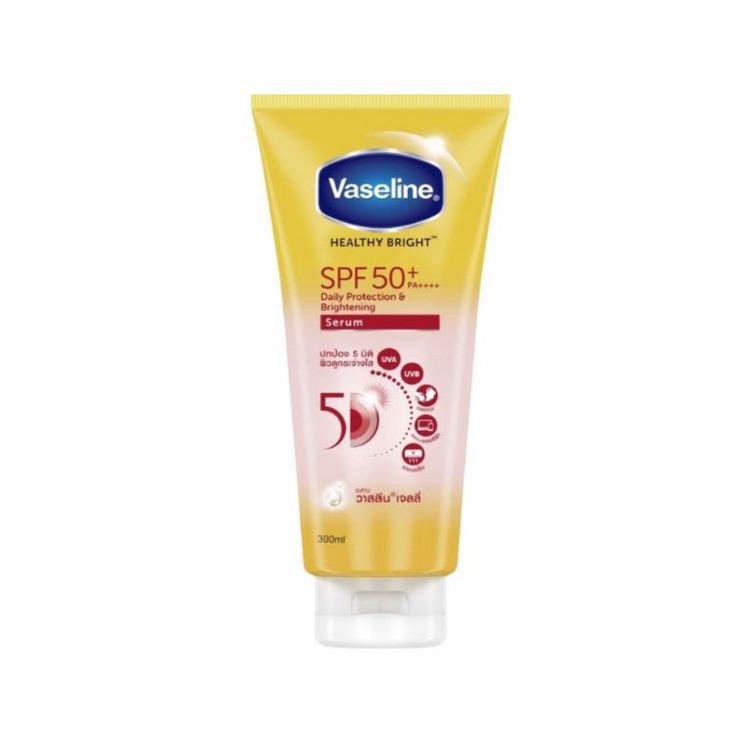 Vaseline®
HEALTHY BRIGHT™
SPF 50+
PA++++
Daily Protection &
Brightening
Serum
ปกป้อง 5 มิติ
ผิวดูกระจ่างใส
UVA
UVB
5D
วาสลีน® เจลลี่
300ml